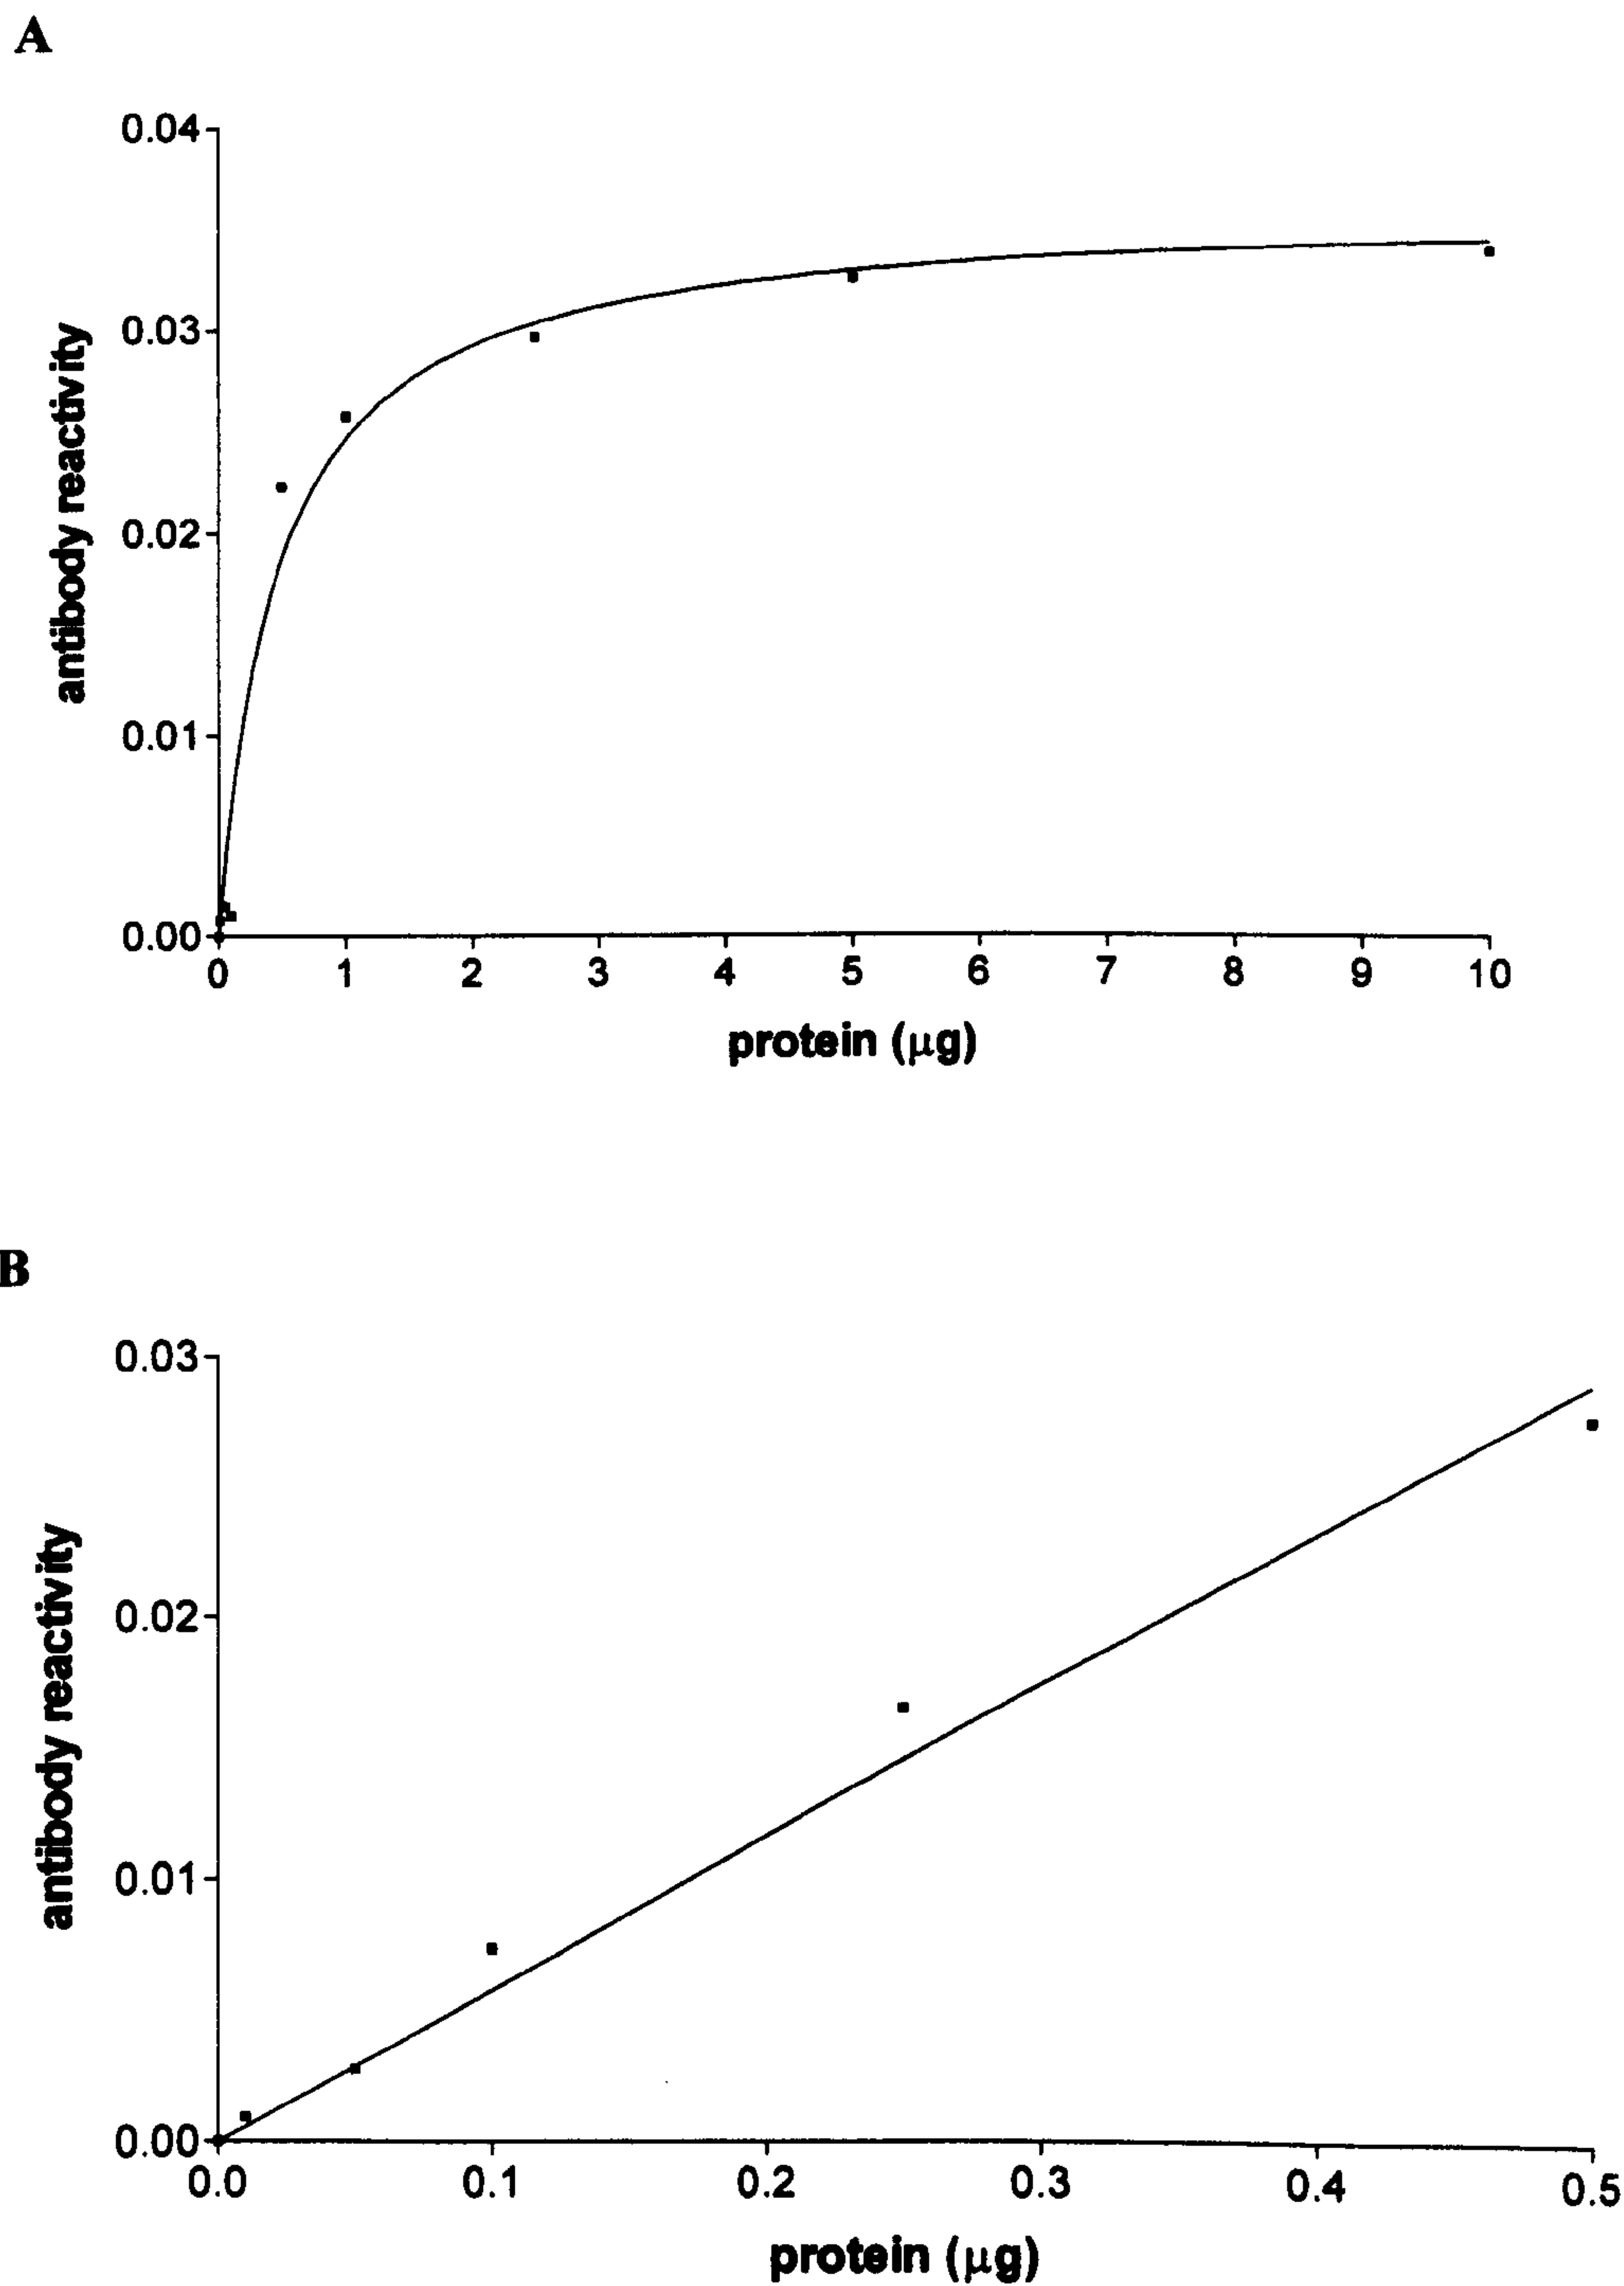 A
0.04
0.03
0.02
0.01
0.00
antibody reactivity
0 1 2 3 4 5 6 7 8 9 10
protein (μg)
B
0.03
0.02
0.01
0.00
antibody reactivity
0.0 0.1 0.2 0.3 0.4 0.5
protein (μg)